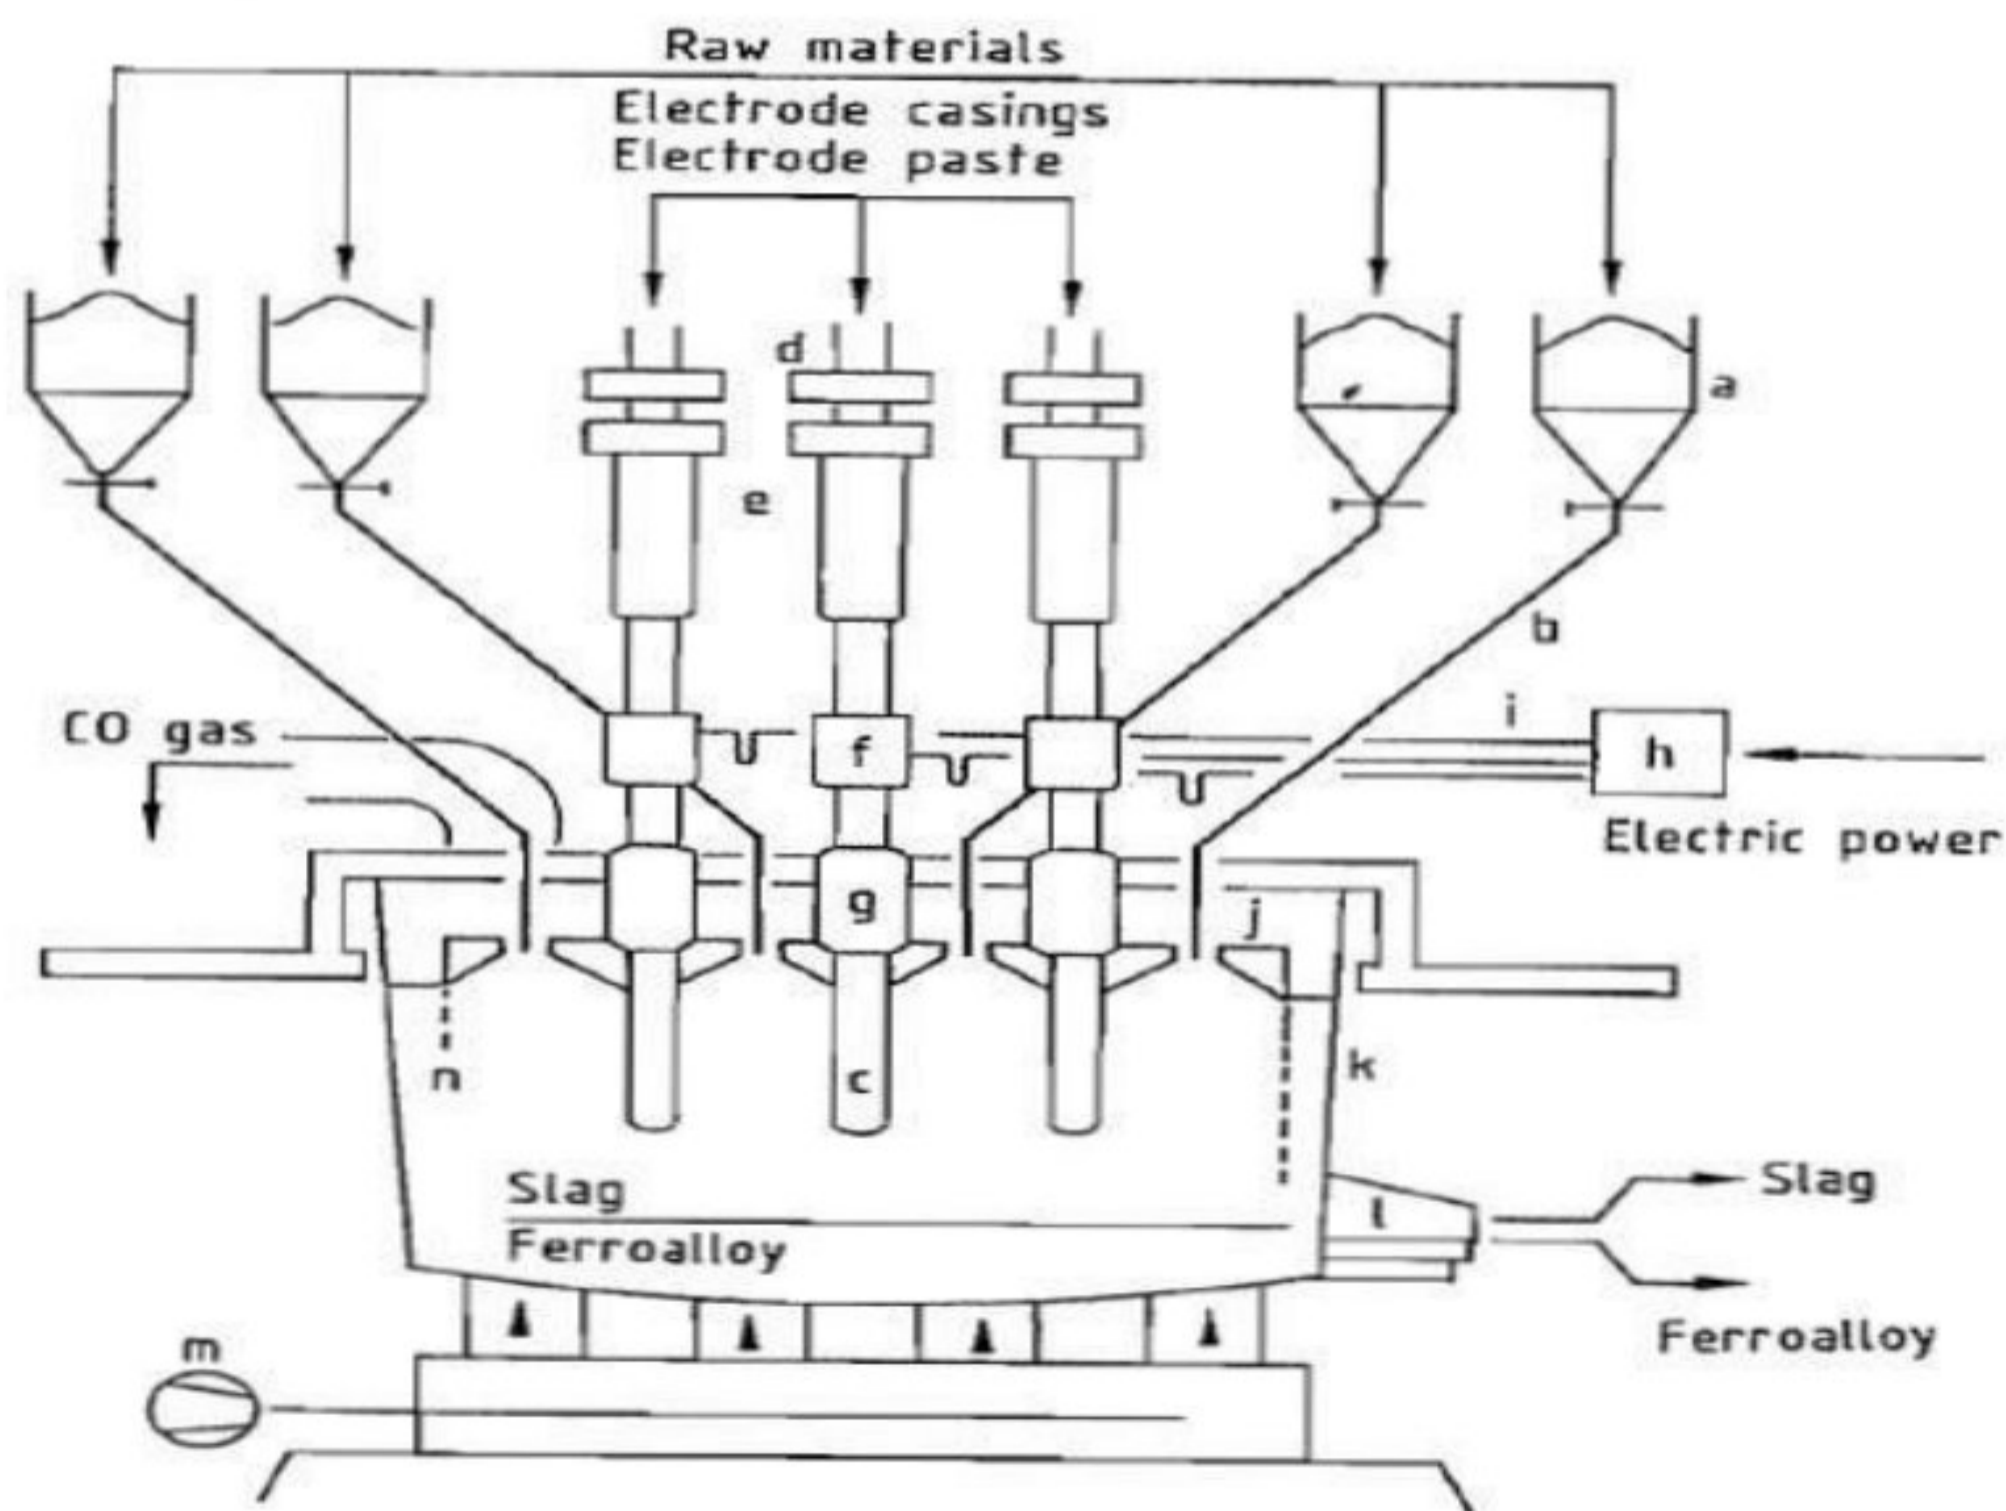 Raw materials
Electrode casings
Electrode paste
d
a
e
b
i
CO gas
f
h
Electric power
g
j
n
c
k
Slag
Slag
l
Ferroalloy
Ferroalloy
m